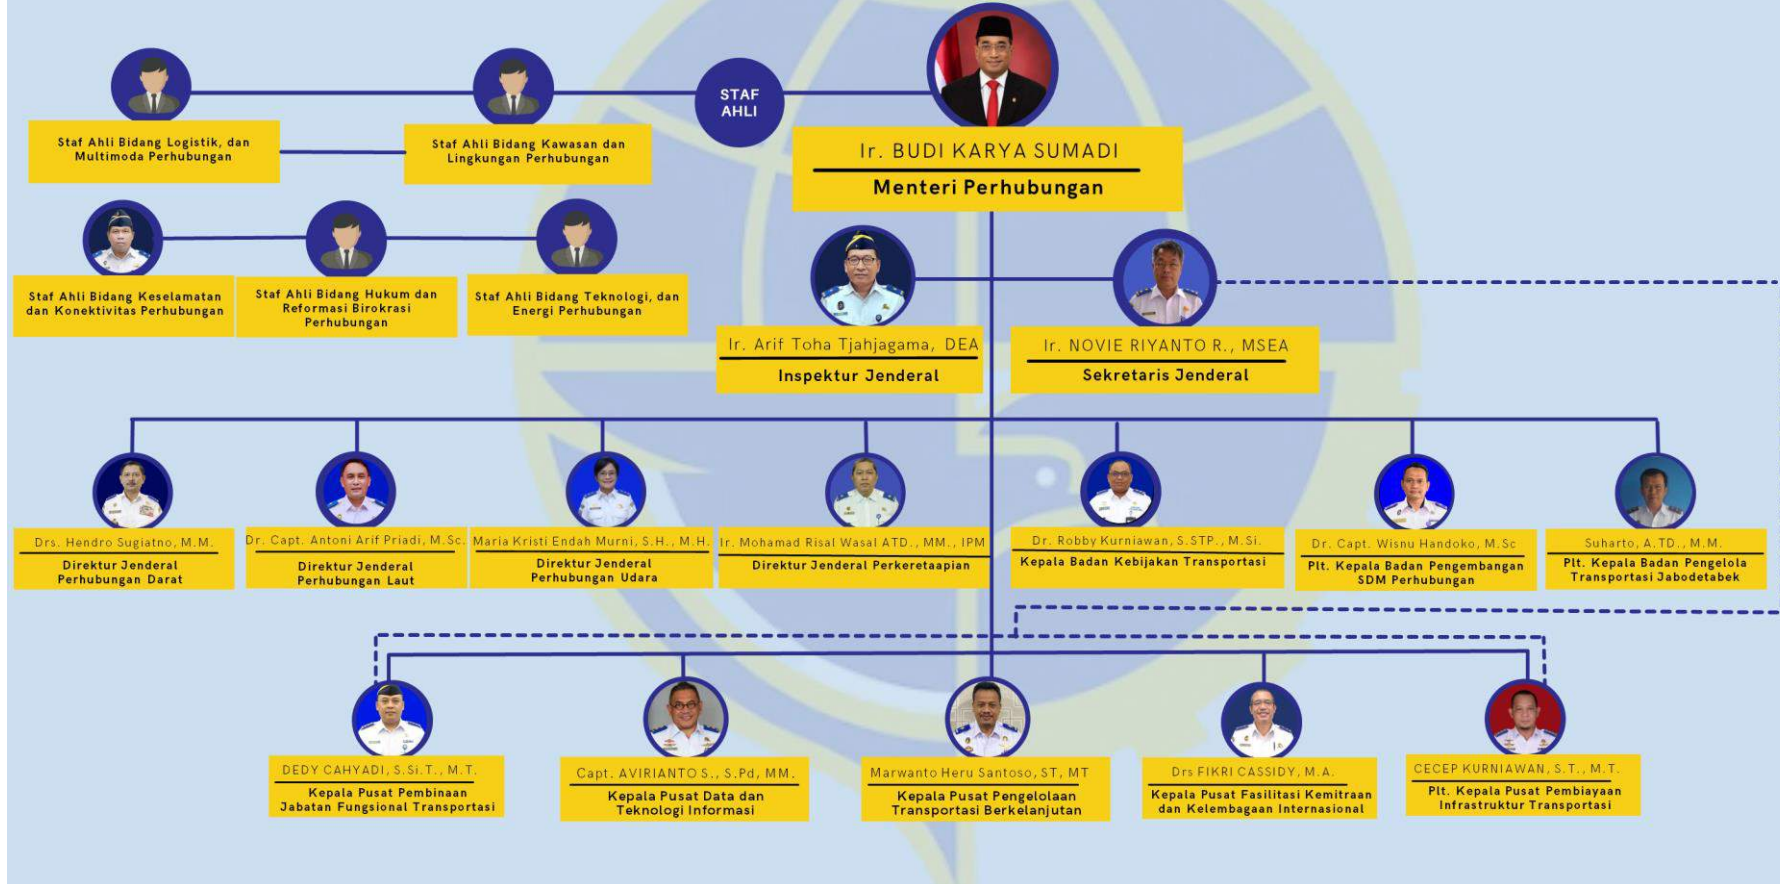 STAF
AHLI
Staf Ahli Bidang Logistik, dan
Multimoda Perhubungan
Staf Ahli Bidang Kawasan dan
Lingkungan Perhubungan
Ir. BUDI KARYA SUMADI
Menteri Perhubungan
Staf Ahli Bidang Keselamatan
dan Konektivitas Perhubungan
Staf Ahli Bidang Hukum dan
Reformasi Birokrasi
Perhubungan
Staf Ahli Bidang Teknologi, dan
Energi Perhubungan
Ir. Arif Toha Tjahjagama, DEA
Inspektur Jenderal
Ir. NOVIE RIYANTO R., MSEA
Sekretaris Jenderal
Drs. Hendro Sugiatno, M.M.
Direktur Jenderal
Perhubungan Darat
Dr. Capt. Antoni Arif Priadi, M.Sc.
Direktur Jenderal
Perhubungan Laut
Maria Kristi Endah Murni, S.H., M.H.
Direktur Jenderal
Perhubungan Udara
Ir. Mohamad Risal Wasal ATD., MM., IPM
Direktur Jenderal Perkeretaapian
Dr. Robby Kurniawan, S.STP., M.Si.
Kepala Badan Kebijakan Transportasi
Dr. Capt. Wisnu Handoko, M.Sc
Plt. Kepala Badan Pengembangan
SDM Perhubungan
Suharto, A.TD., M.M.
Plt. Kepala Badan Pengelola
Transportasi Jabodetabek
DEDY CAHYADI, S.Si.T., M.T.
Kepala Pusat Pembinaan
Jabatan Fungsional Transportasi
Capt. AVIRIANTO S., S.Pd, MM.
Kepala Pusat Data dan
Teknologi Informasi
Marwanto Heru Santoso, ST, MT
Kepala Pusat Pengelolaan
Transportasi Berkelanjutan
Drs FIKRI CASSIDY, M.A.
Kepala Pusat Fasilitasi Kemitraan
dan Kelembagaan Internasional
CECEP KURNIAWAN, S.T., M.T.
Plt. Kepala Pusat Pembiayaan
Infrastruktur Transportasi